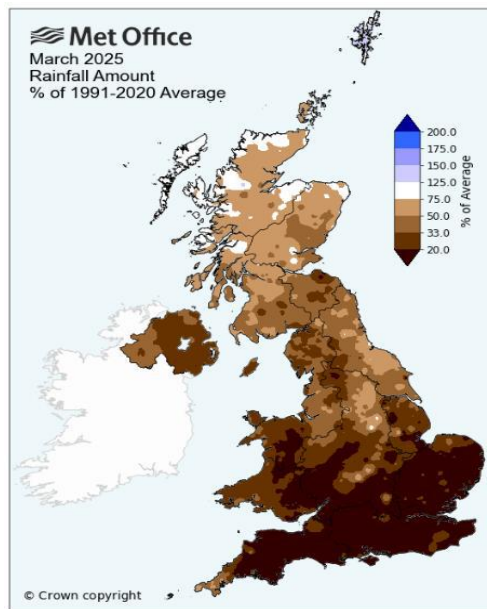 Met Office
March 2025
Rainfall Amount
% of 1991-2020 Average
200.0
175.0
150.0
125.0
75.0
50.0
33.0
20.0
% of Average
© Crown copyright